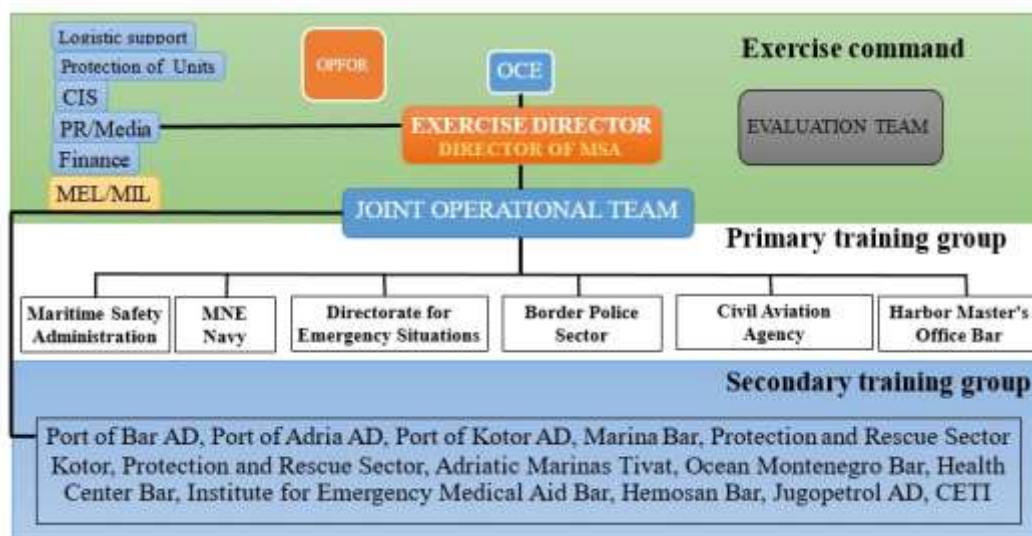 Logistic support
Protection of Units
CIS
PR/Media
Finance
MEL/MIL
OPFOR
OCE
Exercise command
EXERCISE DIRECTOR
DIRECTOR OF MSA
EVALUATION TEAM
JOINT OPERATIONAL TEAM
Primary training group
Maritime Safety
Administration
MNE
Navy
Directorate for
Emergency Situations
Border Police
Sector
Civil Aviation
Agency
Harbor Master's
Office Bar
Secondary training group
Port of Bar AD, Port of Adria AD, Port of Kotor AD, Marina Bar, Protection and Rescue Sector
Kotor, Protection and Rescue Sector, Adriatic Marinas Tivat, Ocean Montenegro Bar, Health
Center Bar, Institute for Emergency Medical Aid Bar, Hemosan Bar, Jugopetrol AD, CETI